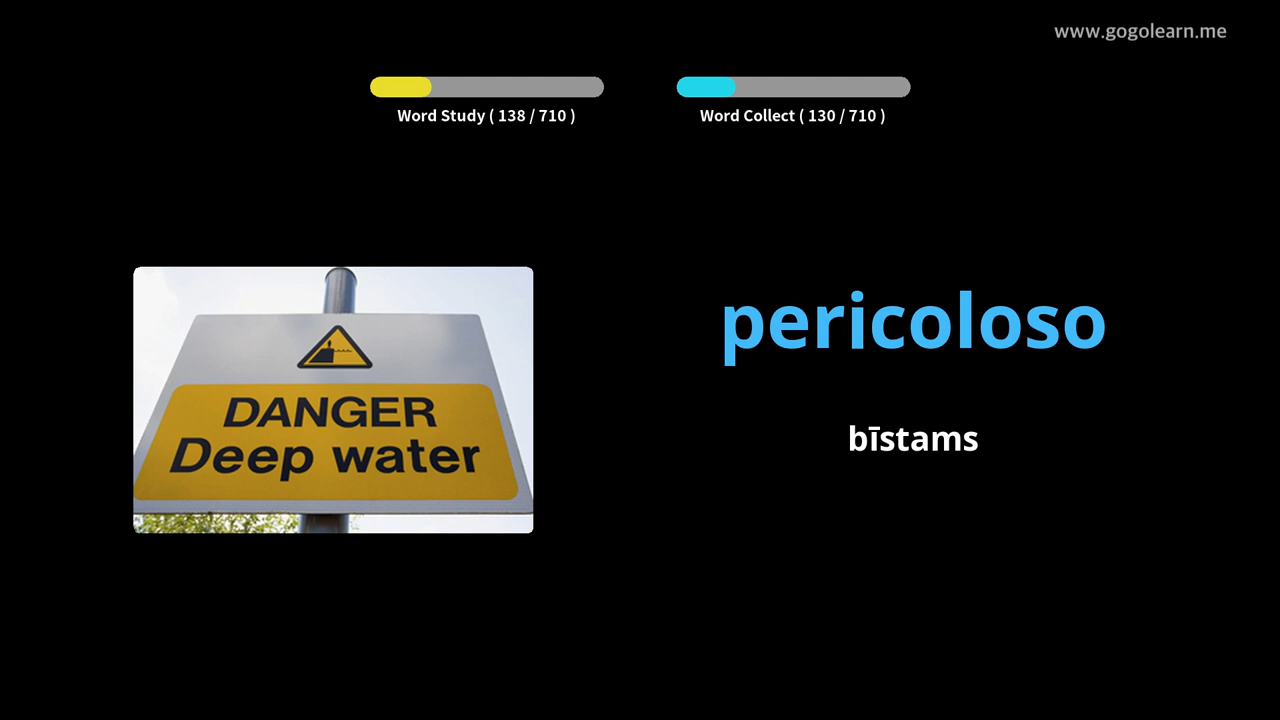 www.gogolearn.me
Word Study ( 138 / 710 )
Word Collect ( 130 / 710 )
DANGER
Deep water
pericoloso
bīstams